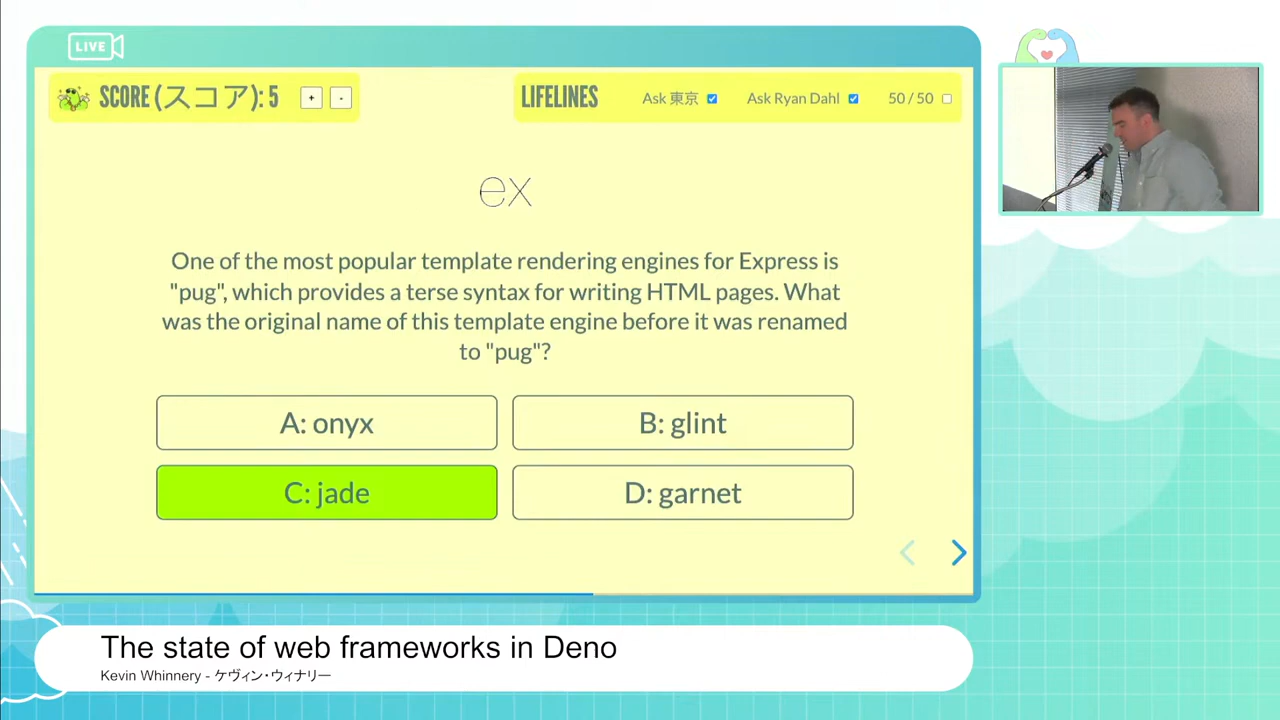 LIVE
SCORE (スコア): 5 + -
LIFELINES Ask 東京 Ask Ryan Dahl 50 / 50
ex
One of the most popular template rendering engines for Express is
"pug", which provides a terse syntax for writing HTML pages. What
was the original name of this template engine before it was renamed
to "pug"?
A: onyx
B: glint
C: jade
D: garnet
The state of web frameworks in Deno
Kevin Whinnery - ケヴィン・ウィナリー